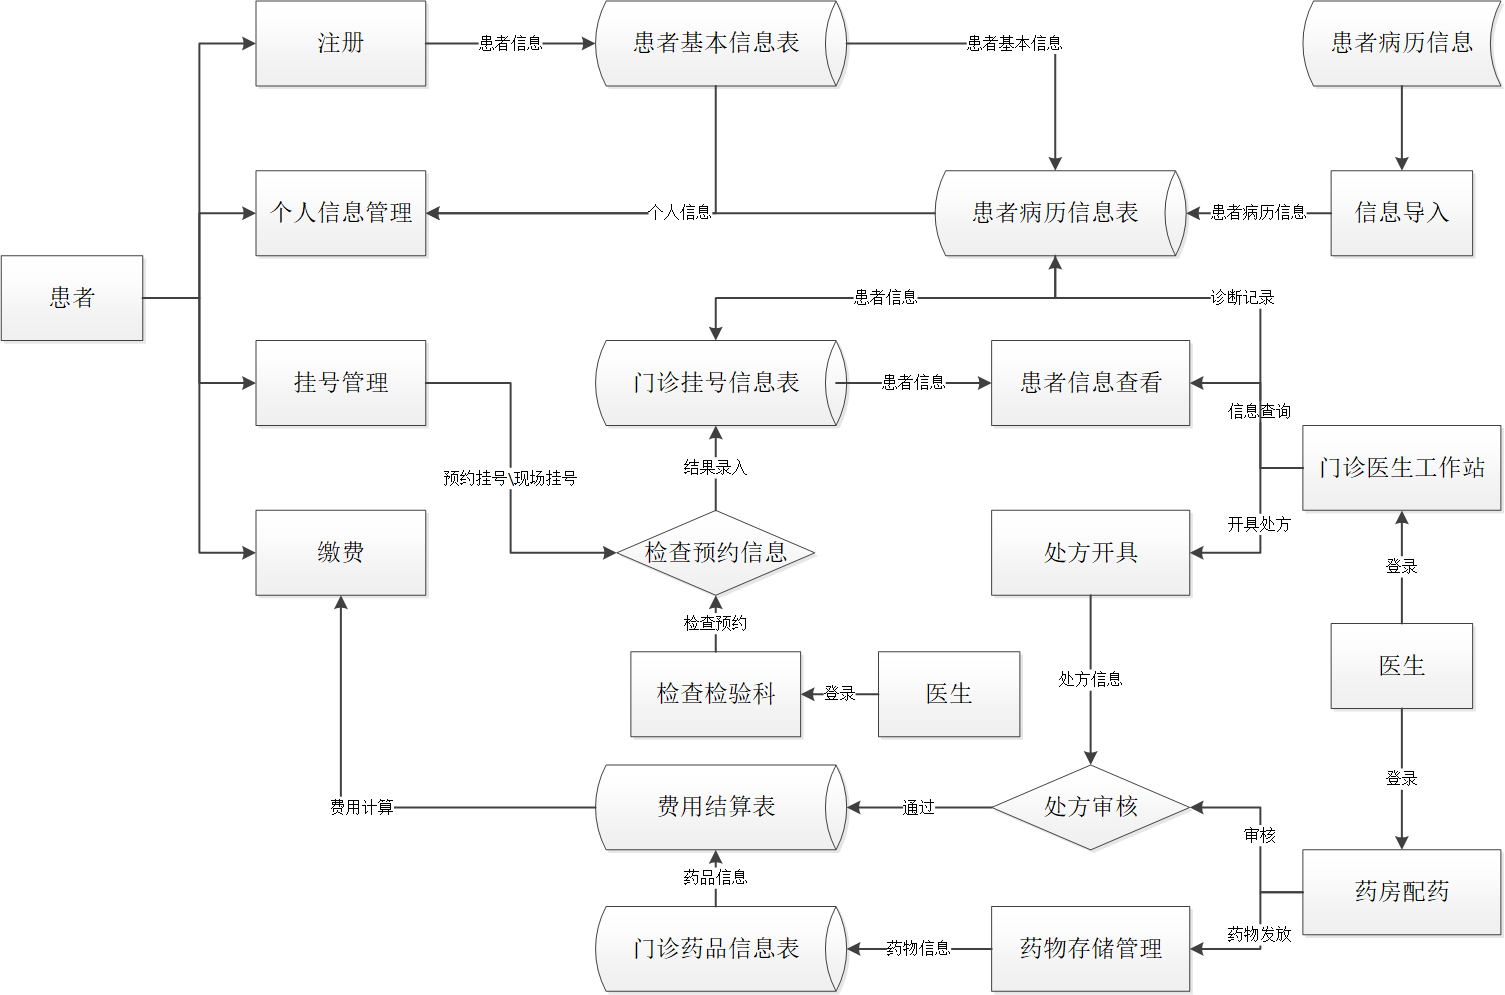 注册
患者信息
患者基本信息表
患者基本信息
患者病历信息
个人信息管理
个人信息
患者病历信息表
患者病历信息
信息导入
患者
患者信息
诊断记录
挂号管理
门诊挂号信息表
患者信息
患者信息查看
信息查询
预约挂号\现场挂号
结果录入
门诊医生工作站
缴费
检查预约信息
处方开具
开具处方
登录
检查预约
检查检验科
登录
医生
处方信息
医生
登录
费用计算
费用结算表
通过
处方审核
审核
药品信息
药房配药
门诊药品信息表
药物信息
药物存储管理
药物发放